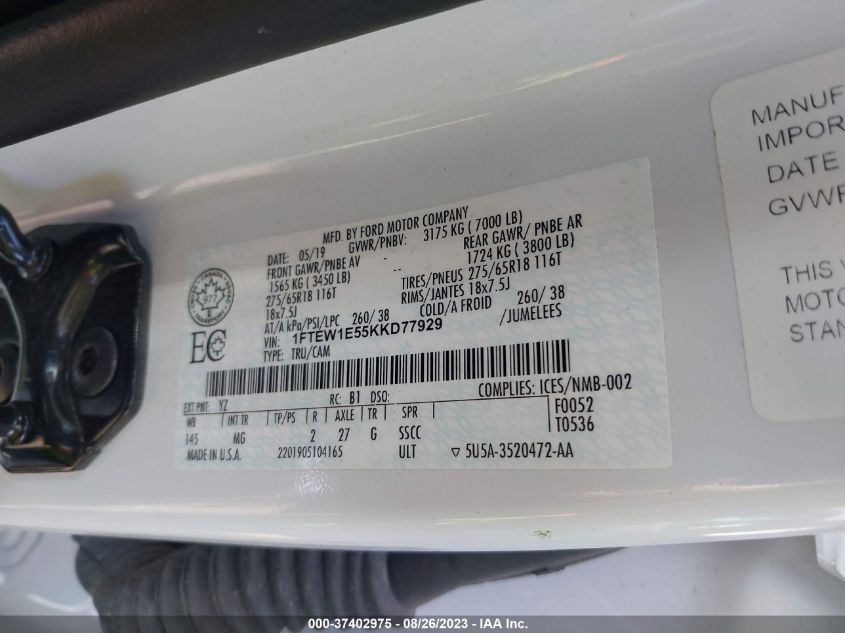 MFD. BY FORD MOTOR COMPANY
DATE: 05/19 GVWR/PNBV: 3175 KG ( 7000 LB)
FRONT GAWR/PNBE AV REAR GAWR/ PNBE AR
1565 KG ( 3450 LB) -- 1724 KG ( 3800 LB)
275/65R18 116T -- TIRES/PNEUS 275/65R18 116T
18x7.5J RIMS/JANTES 18x7.5J
AT/A kPa/PSI/LPC 260/ 38 COLD/A FROID 260/ 38
VIN: 1FTEW1E55KKD77929 /JUMELEES
TYPE: TRU/CAM
CANADA
977
TRANSPORT
EC
COMPLIES: ICES/NMB-002
EXT PNT: YZ RC: B1 DSO: F0052
WB INT TR TP/PS R AXLE TR SPR T0536
145 MG 2 27 G SSCC
MADE IN U.S.A. 2201905104165 ULT ▽ 5U5A-3520472-AA
MANUF
IMPOR
DATE
GVWR
THIS V
MOTO
STAN
000-37402975 - 08/26/2023 - IAA Inc.